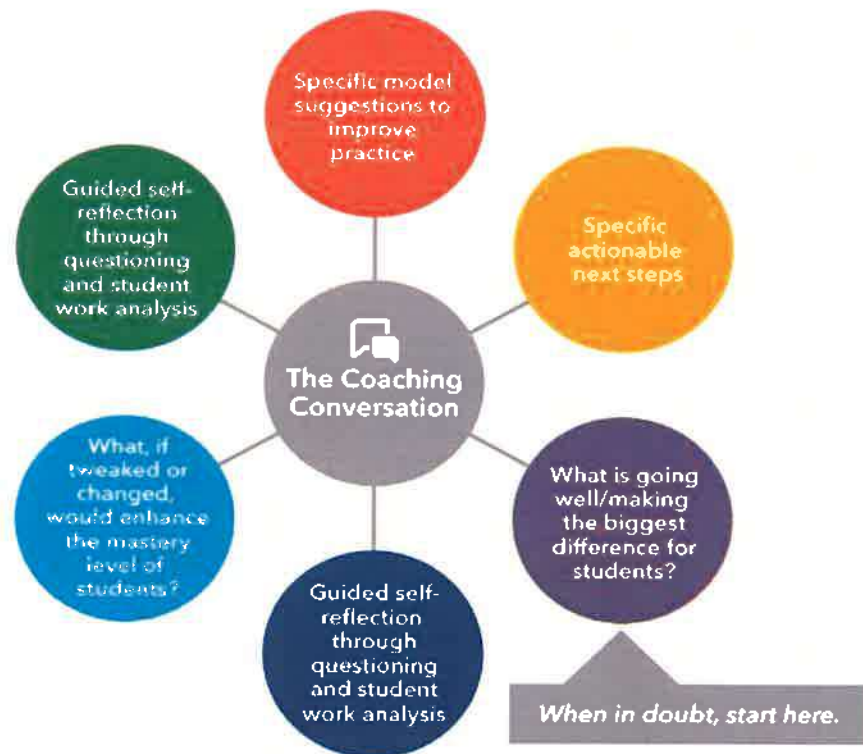 Specific model
suggestions to
improve
practice
Guided self-
reflection
through
questioning
and student
work analysis
Specific
actionable
next steps
The Coaching
Conversation
What, if
tweaked or
changed,
would enhance
the mastery
level of
students?
What is going
well/making
the biggest
difference for
students?
Guided self-
reflection
through
questioning
and student
work analysis
When in doubt, start here.